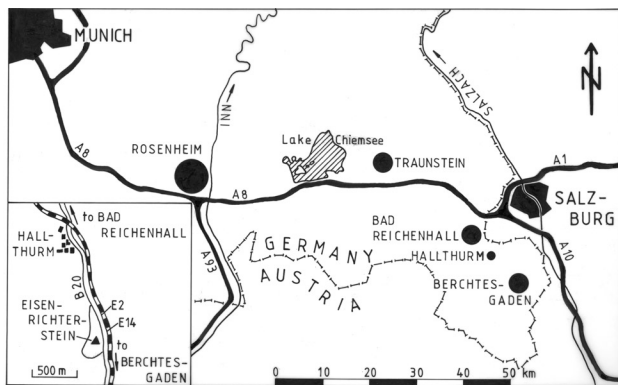 MUNICH
N
A8
ROSENHEIM
INN
Lake Chiemsee
TRAUNSTEIN
SALZACH
A1
A8
SALZ-
BURG
A93
GERMANY
AUSTRIA
BAD
REICHENHALL
HALLTHURM
BERCHTES-
GADEN
A10
0 10 20 30 40 50 km
to BAD
REICHENHALL
HALL-
THURM
B20
E2
E14
EISEN-
RICHTER-
STEIN
to
BERCHTES-
GADEN
500 m